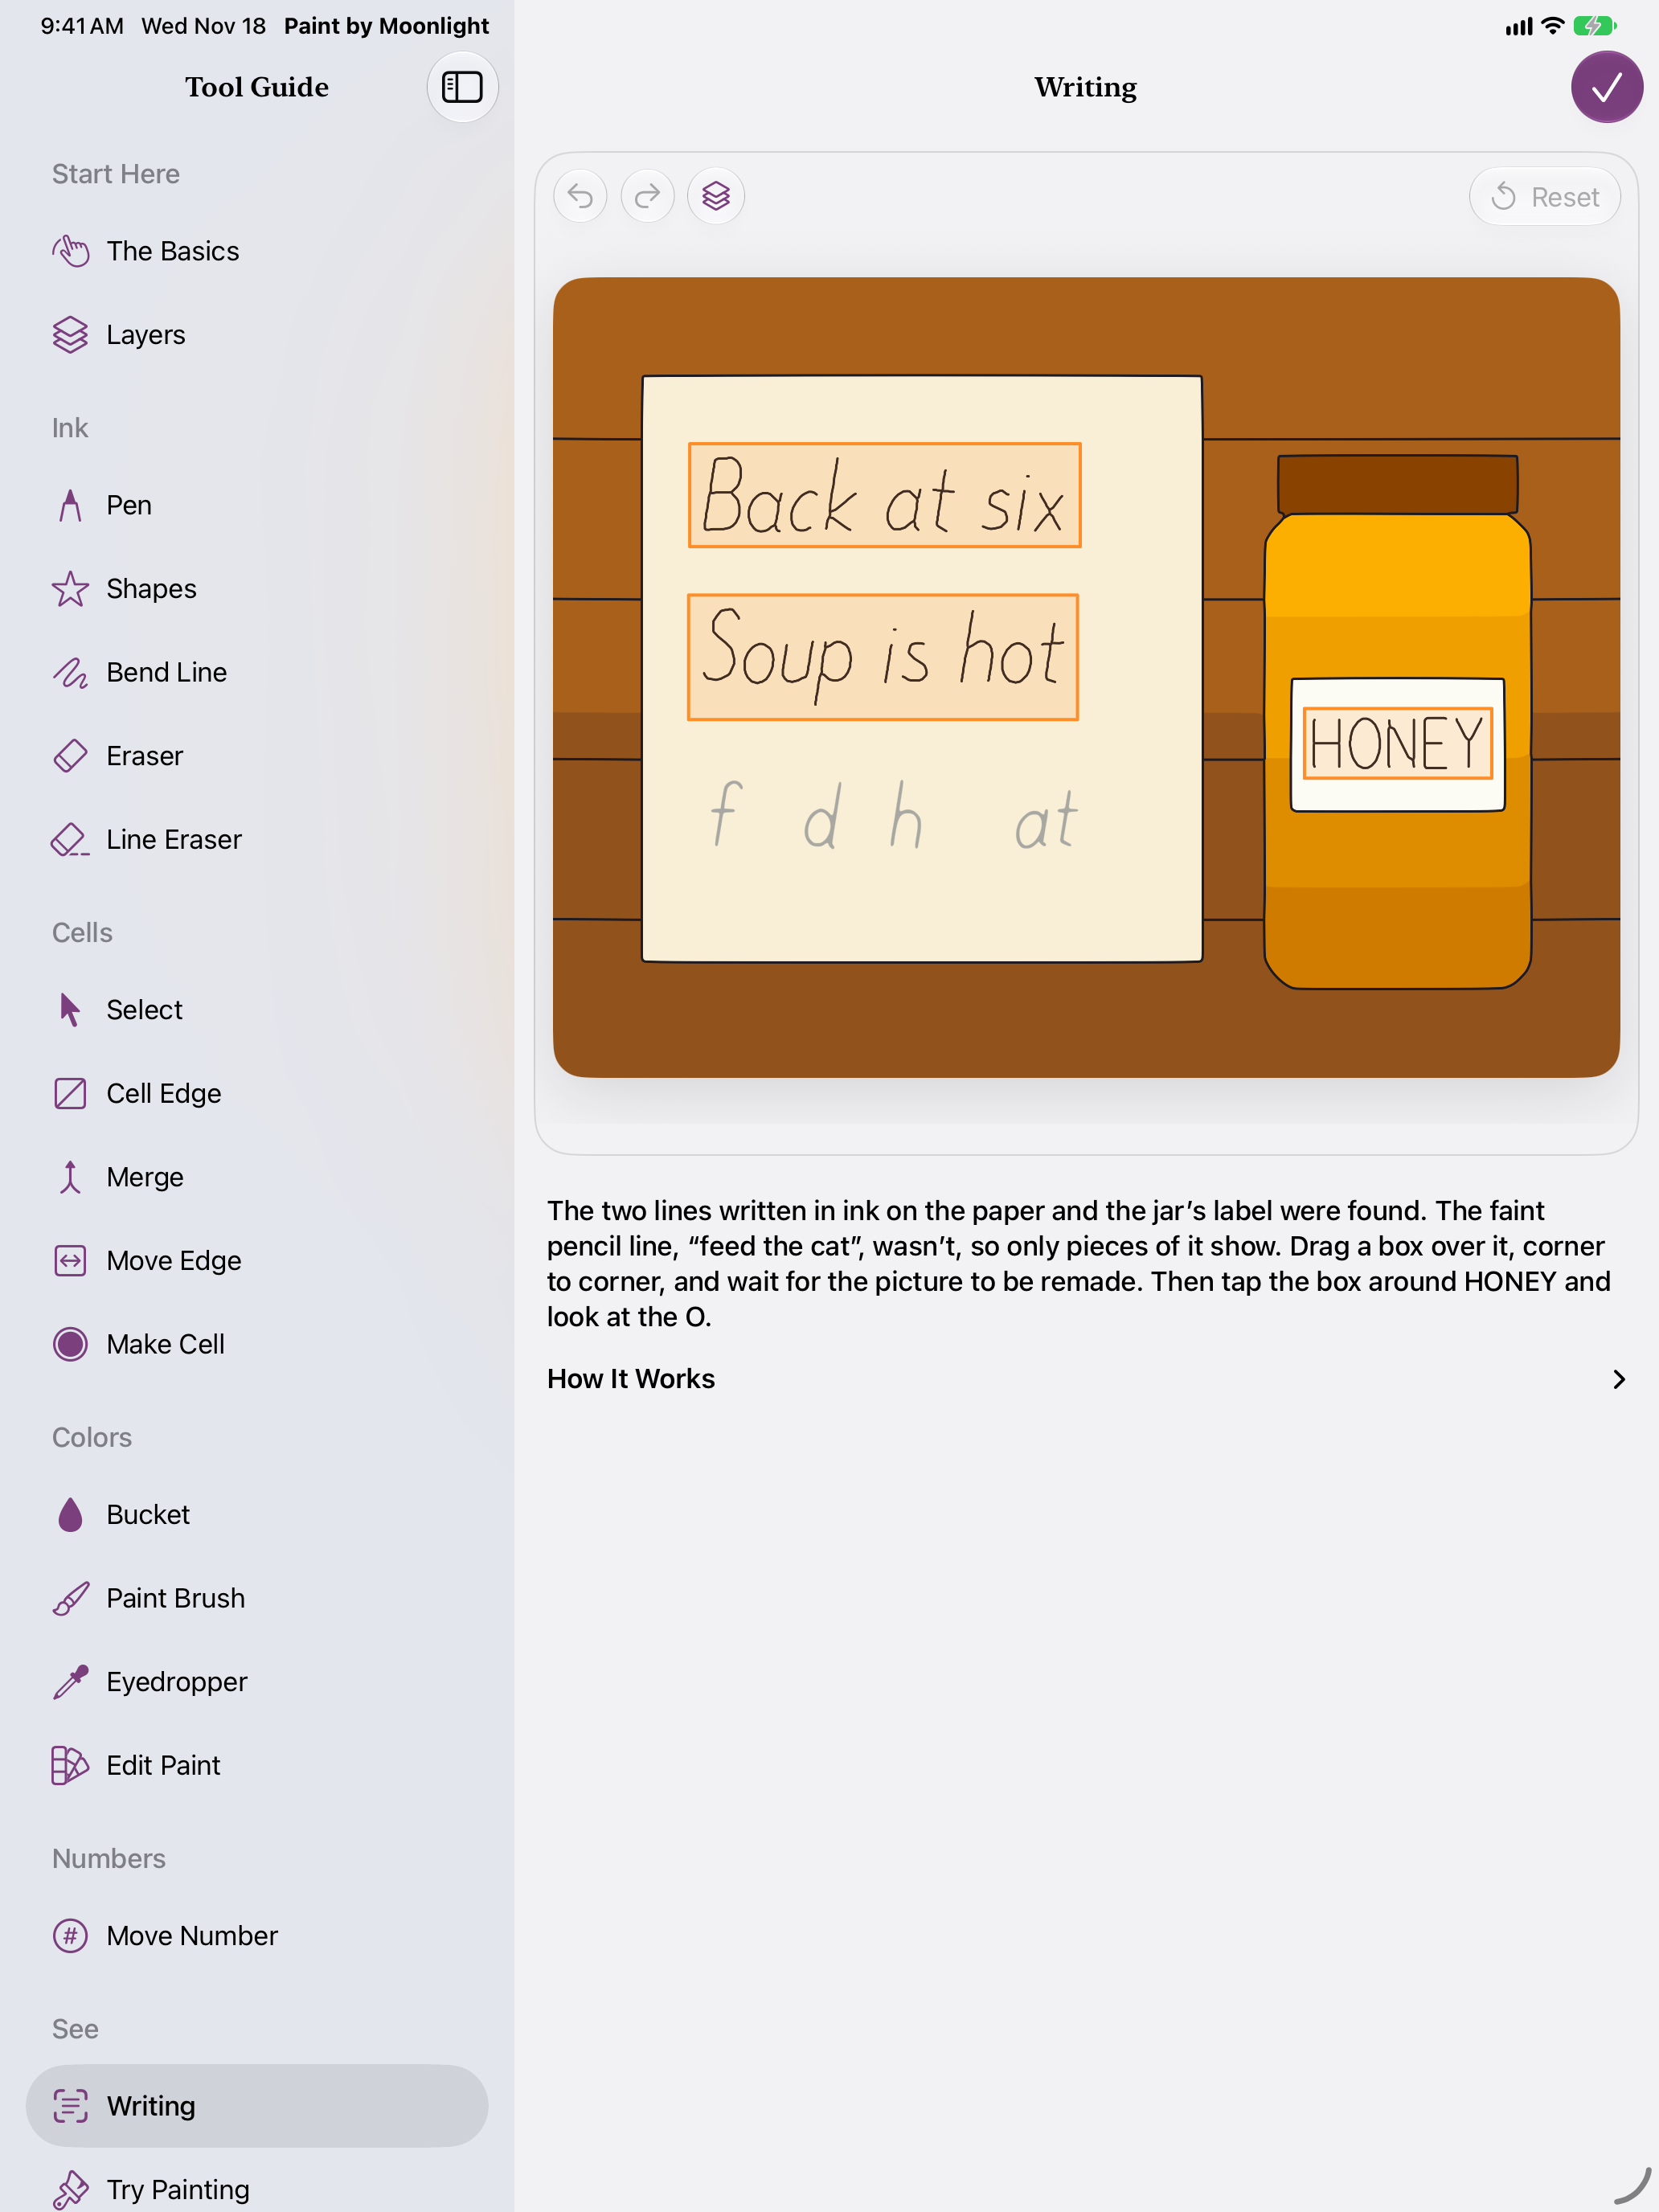 9:41 AM Wed Nov 18 Paint by Moonlight
Tool Guide
Start Here
The Basics
Layers
Ink
Pen
Shapes
Bend Line
Eraser
Line Eraser
Cells
Select
Cell Edge
Merge
Move Edge
Make Cell
Colors
Bucket
Paint Brush
Eyedropper
Edit Paint
Numbers
# Move Number
See
Writing
Try Painting
Writing
Reset
Back at six
Soup is hot
f d h at
HONEY
The two lines written in ink on the paper and the jar’s label were found. The faint
pencil line, “feed the cat”, wasn’t, so only pieces of it show. Drag a box over it, corner
to corner, and wait for the picture to be remade. Then tap the box around HONEY and
look at the O.
How It Works